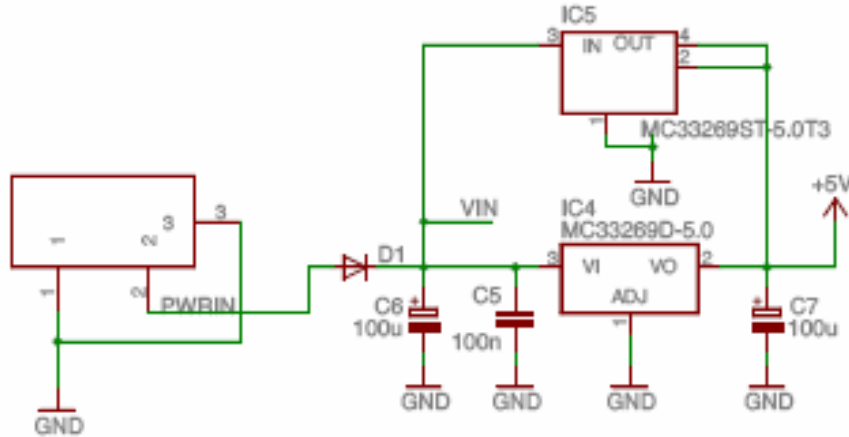 IC5
3 IN OUT 4
2
1
MC33269ST-5.0T3
GND
+5V
3 3
VIN
IC4
MC33269D-5.0
1 2
D1
3 VI VO 2
ADJ
1 2
PWRIN
C6
100u
C5
100n
1
C7
100u
GND
GND
GND
GND
GND